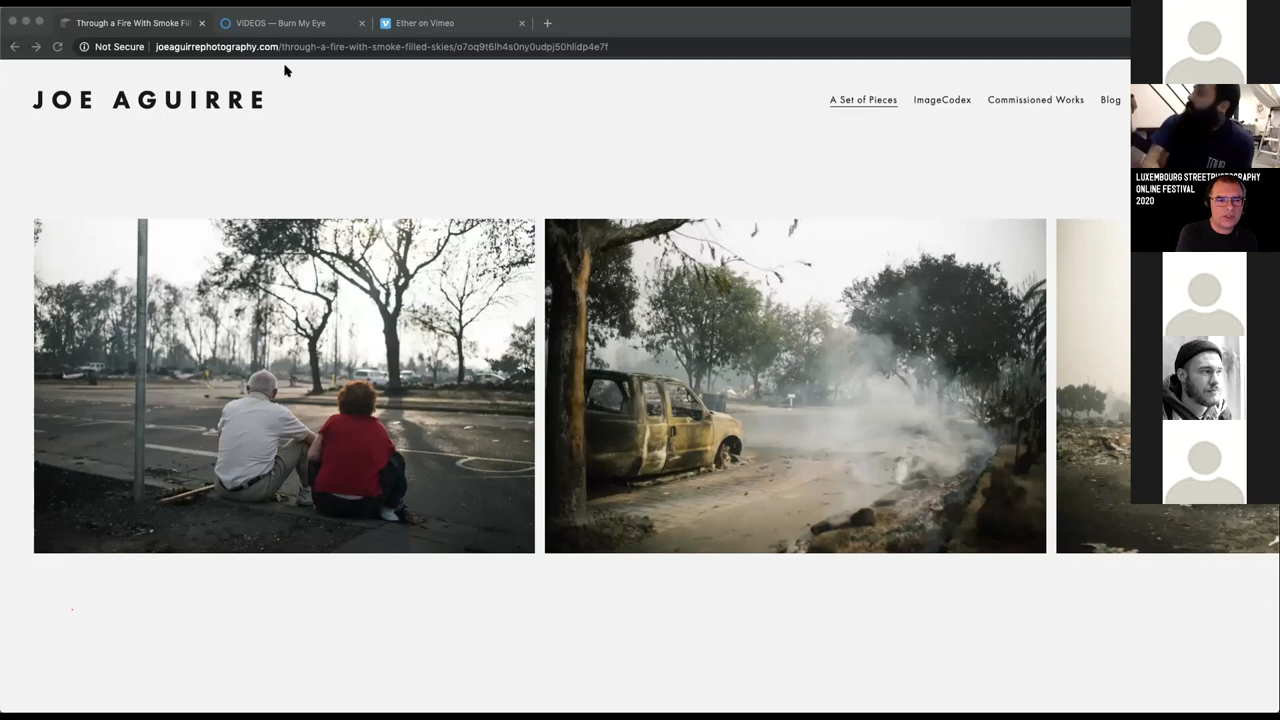 Through a Fire With Smoke Fil
VIDEOS — Burn My Eye
Ether on Vimeo
Not Secure
joeaguirrephotography.com/through-a-fire-with-smoke-filled-skies/o7oq9t6lh4s0ny0udpj50hlidp4e7f
JOE AGUIRRE
A Set of Pieces
ImageCodex
Commissioned Works
Blog
LUXEMBOURG STREETPHOTOGRAPHY
ONLINE FESTIVAL
2020